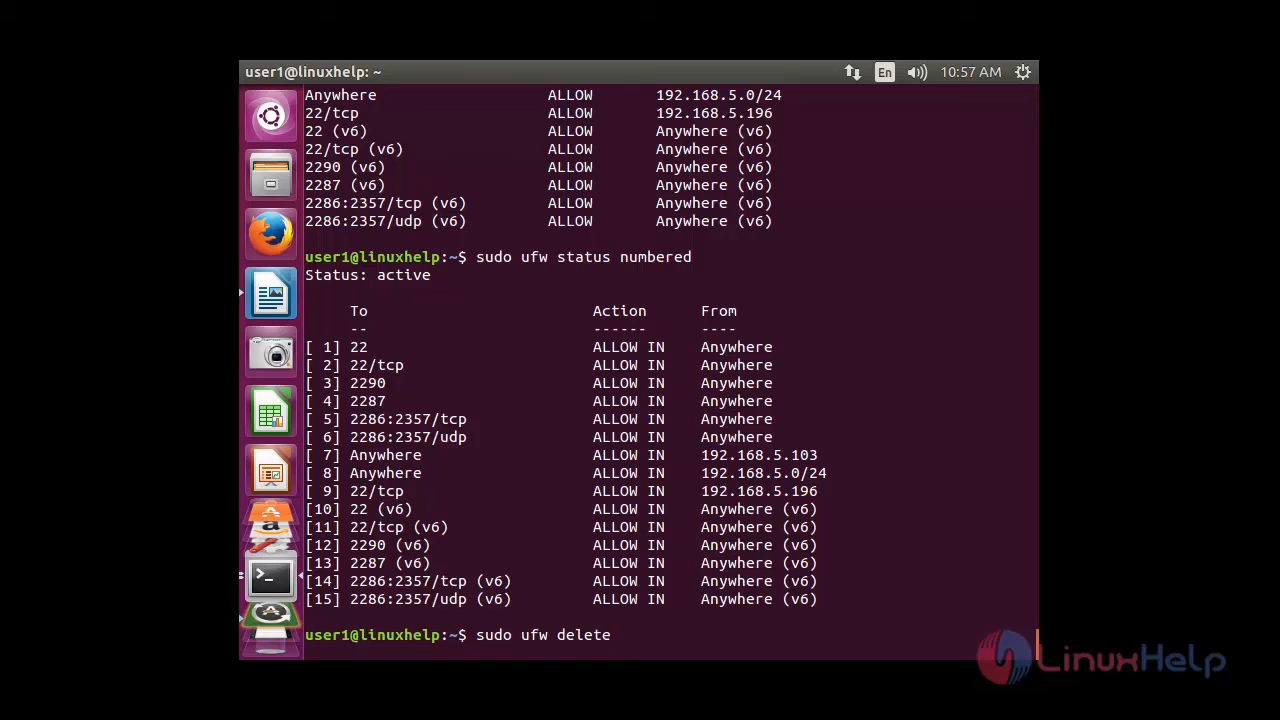 user1@linuxhelp: ~ En 10:57 AM
Anywhere ALLOW 192.168.5.0/24
22/tcp ALLOW 192.168.5.196
22 (v6) ALLOW Anywhere (v6)
22/tcp (v6) ALLOW Anywhere (v6)
2290 (v6) ALLOW Anywhere (v6)
2287 (v6) ALLOW Anywhere (v6)
2286:2357/tcp (v6) ALLOW Anywhere (v6)
2286:2357/udp (v6) ALLOW Anywhere (v6)
user1@linuxhelp:~$ sudo ufw status numbered
Status: active
To Action From
-- ------ ----
[ 1] 22 ALLOW IN Anywhere
[ 2] 22/tcp ALLOW IN Anywhere
[ 3] 2290 ALLOW IN Anywhere
[ 4] 2287 ALLOW IN Anywhere
[ 5] 2286:2357/tcp ALLOW IN Anywhere
[ 6] 2286:2357/udp ALLOW IN Anywhere
[ 7] Anywhere ALLOW IN 192.168.5.103
[ 8] Anywhere ALLOW IN 192.168.5.0/24
[ 9] 22/tcp ALLOW IN 192.168.5.196
[10] 22 (v6) ALLOW IN Anywhere (v6)
[11] 22/tcp (v6) ALLOW IN Anywhere (v6)
[12] 2290 (v6) ALLOW IN Anywhere (v6)
[13] 2287 (v6) ALLOW IN Anywhere (v6)
[14] 2286:2357/tcp (v6) ALLOW IN Anywhere (v6)
[15] 2286:2357/udp (v6) ALLOW IN Anywhere (v6)
user1@linuxhelp:~$ sudo ufw delete
LinuxHelp